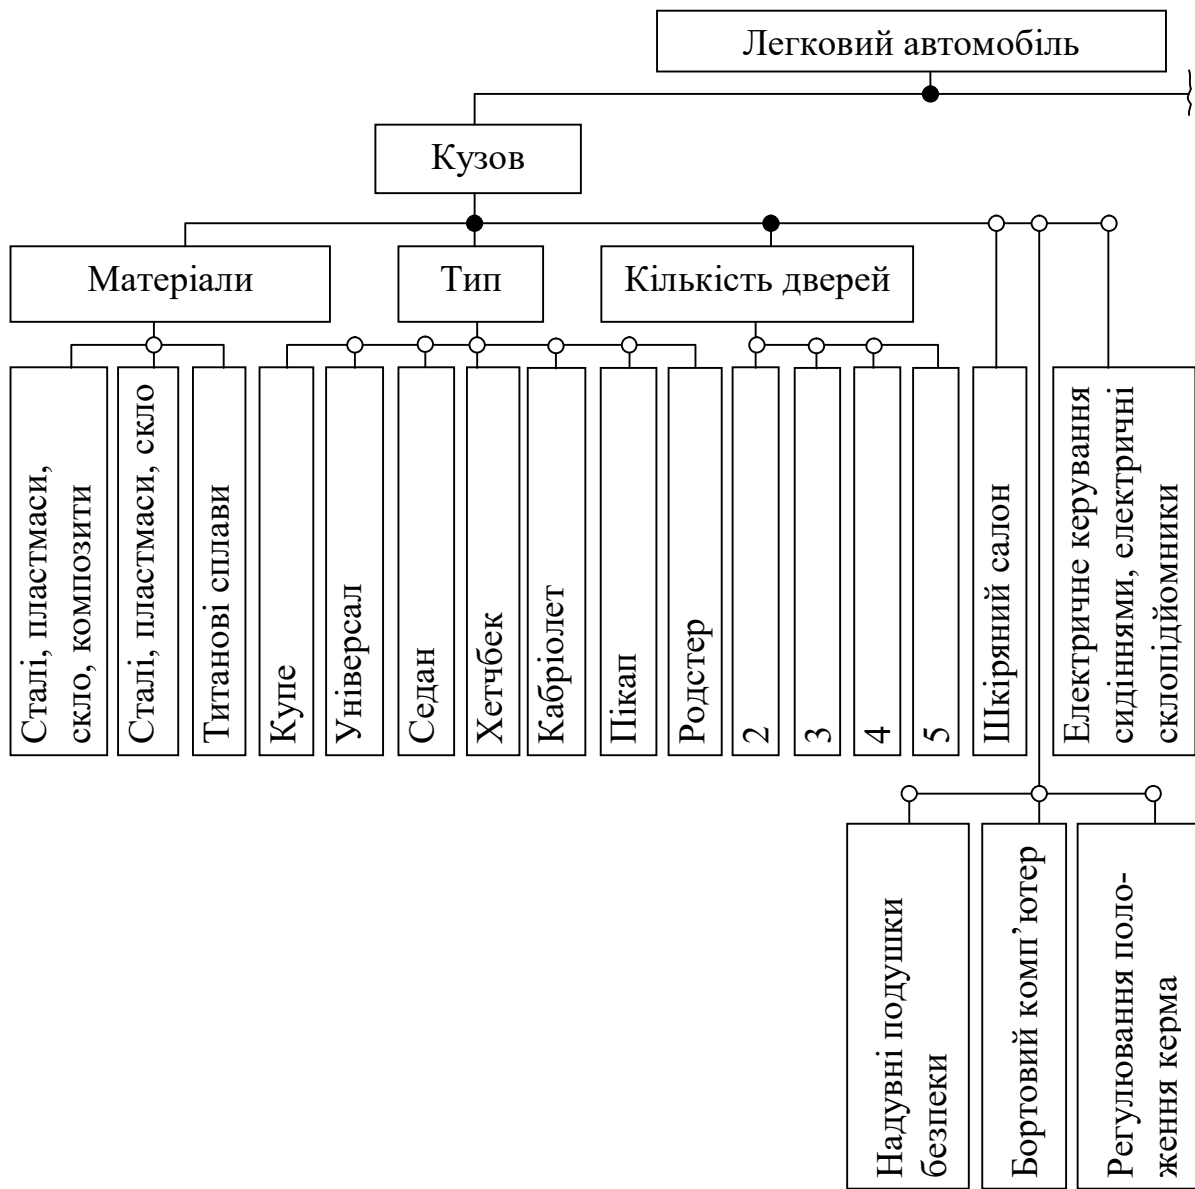 Легковий автомобіль
Кузов
Матеріали
Тип
Кількість дверей
Сталі, пластмаси,
скло, композити
Сталі, пластмаси, скло
Титанові сплави
Купе
Універсал
Седан
Хетчбек
Кабріолет
Пікап
Родстер
2
3
4
5
Шкіряний салон
Електричне керування
сидіннями, електричні
склопідйомники
Надувні подушки
безпеки
Бортовий комп’ютер
Регулювання поло-
ження керма